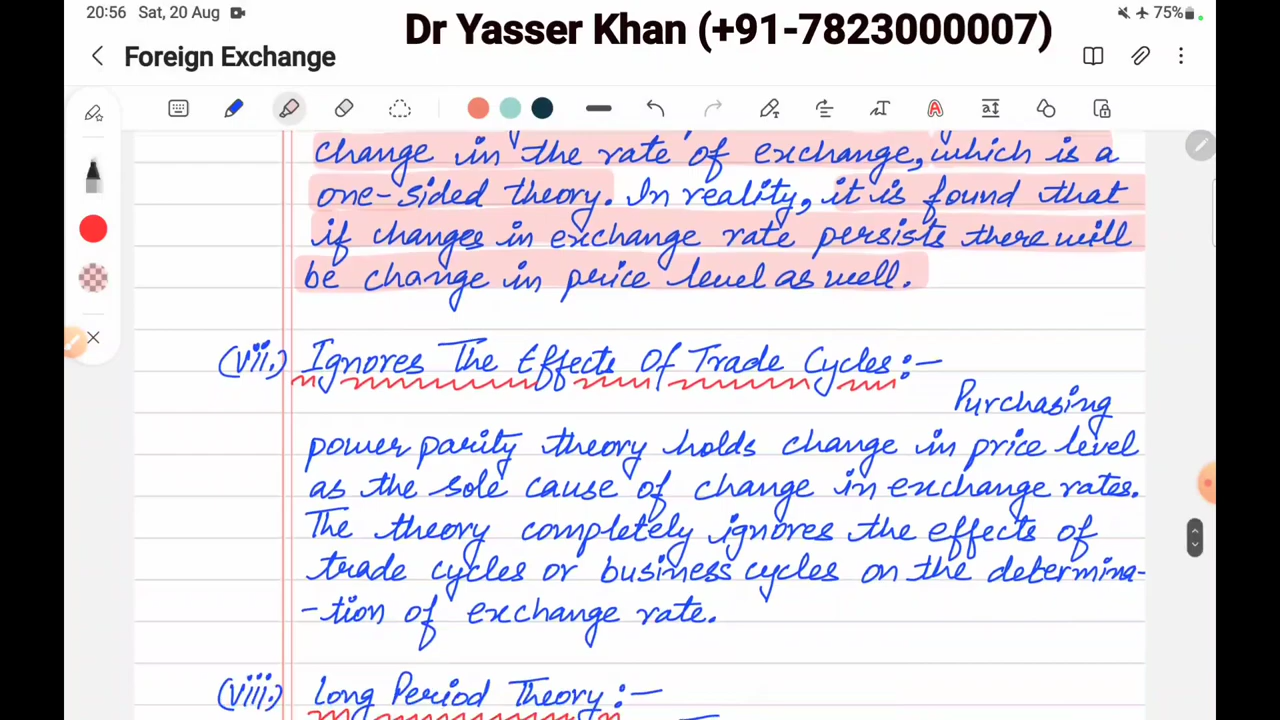 20:56 Sat, 20 Aug
75%
Dr Yasser Khan (+91-7823000007)
Foreign Exchange
change in the rate of exchange, which is a
one-sided theory. In reality, it is found that
if changes in exchange rate persists there will
be change in price level as well.
(vii.) Ignores The Effects Of Trade Cycles:-
Purchasing
power parity theory holds change in price level
as the sole cause of change in exchange rates.
The theory completely ignores the effects of
trade cycles or business cycles on the determina-
-tion of exchange rate.
(viii.) Long Period Theory:-